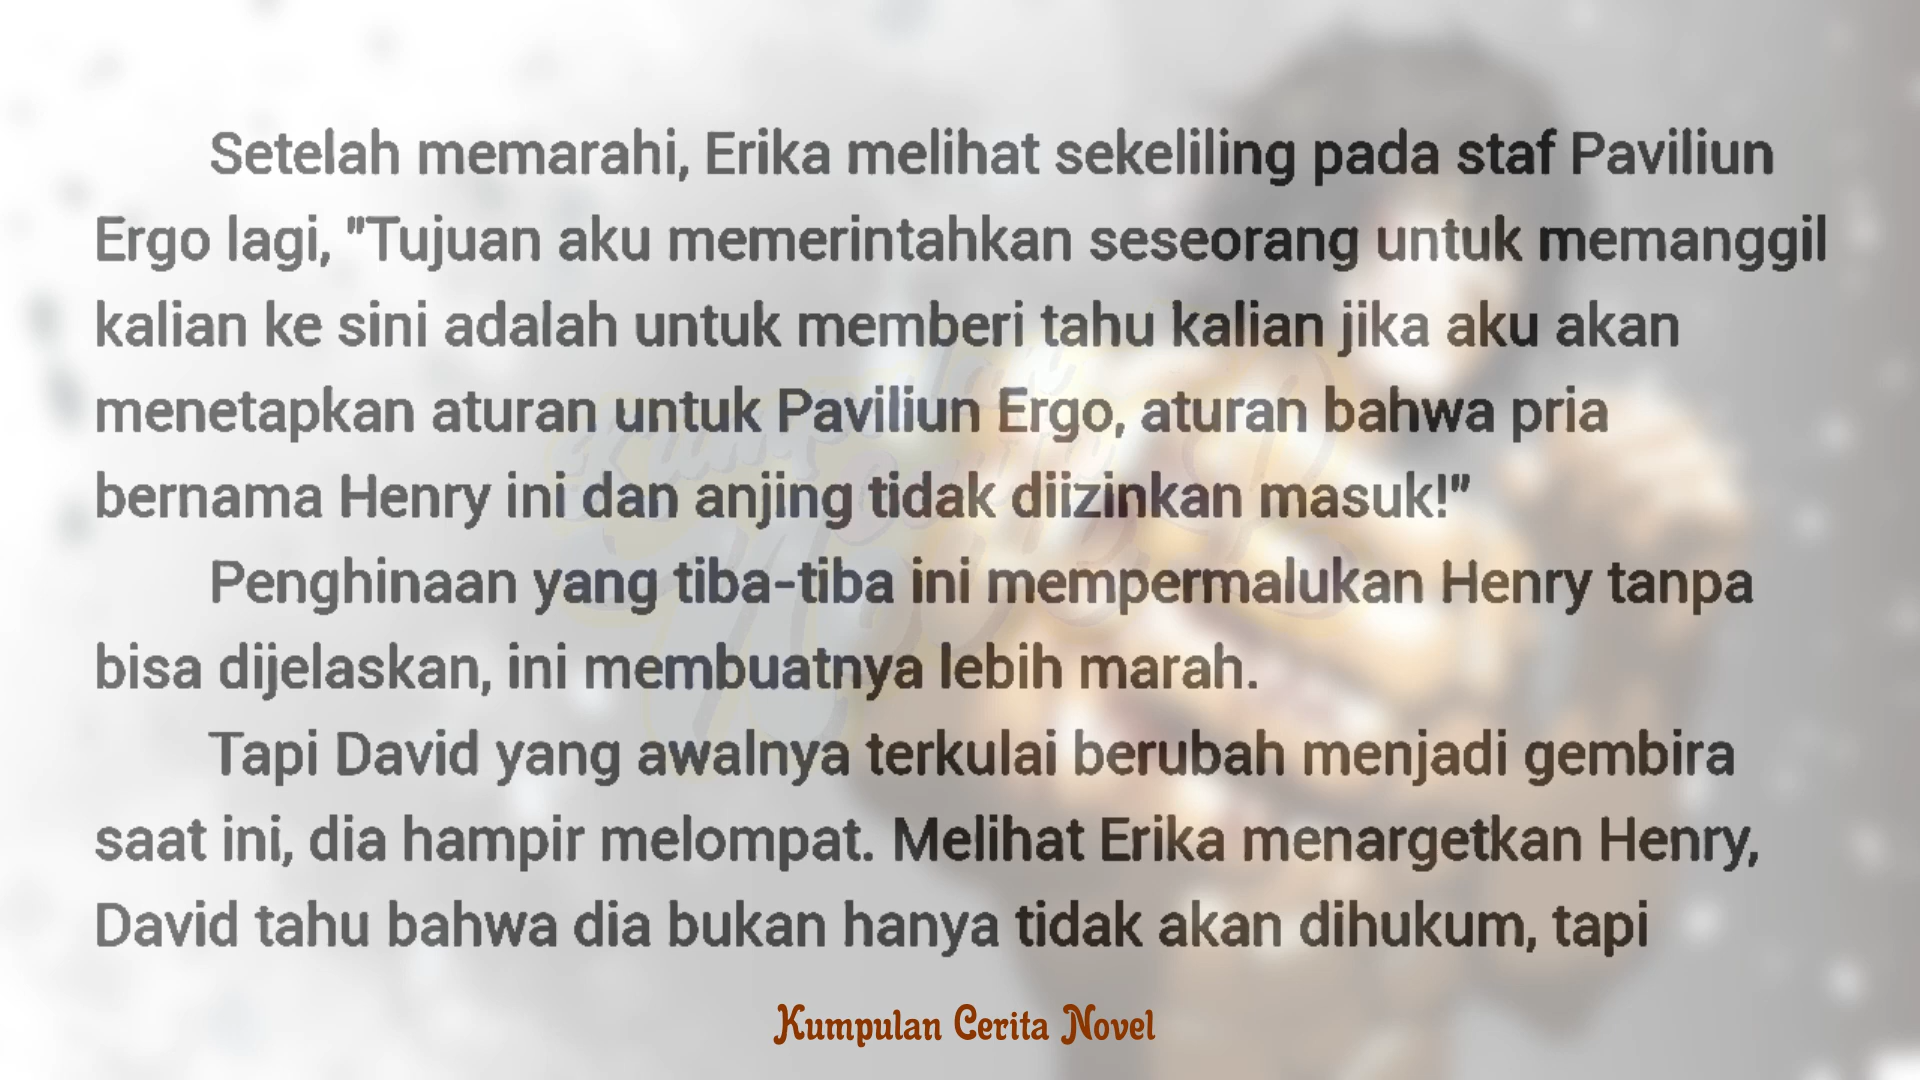 Setelah memarahi, Erika melihat sekeliling pada staf Paviliun
Ergo lagi, "Tujuan aku memerintahkan seseorang untuk memanggil
kalian ke sini adalah untuk memberi tahu kalian jika aku akan
menetapkan aturan untuk Paviliun Ergo, aturan bahwa pria
bernama Henry ini dan anjing tidak diizinkan masuk!"
Penghinaan yang tiba-tiba ini mempermalukan Henry tanpa
bisa dijelaskan, ini membuatnya lebih marah.
Tapi David yang awalnya terkulai berubah menjadi gembira
saat ini, dia hampir melompat. Melihat Erika menargetkan Henry,
David tahu bahwa dia bukan hanya tidak akan dihukum, tapi
Kumpulan Cerita Novel